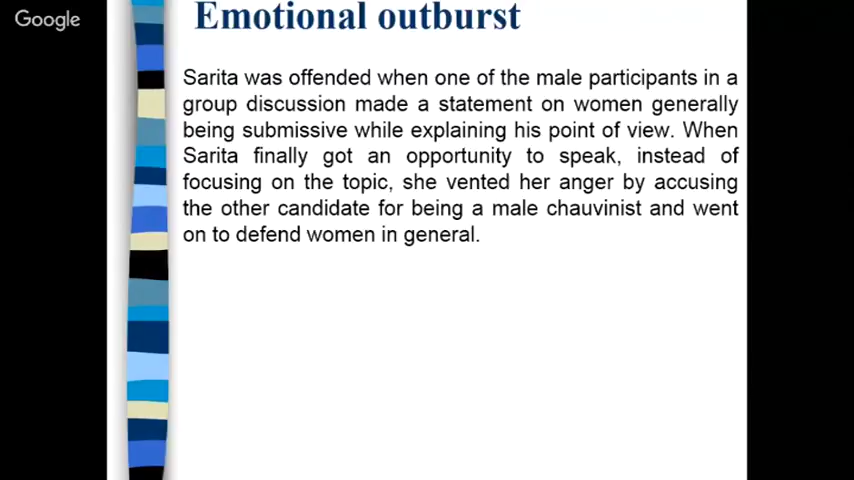 Google
Emotional outburst
Sarita was offended when one of the male participants in a
group discussion made a statement on women generally
being submissive while explaining his point of view. When
Sarita finally got an opportunity to speak, instead of
focusing on the topic, she vented her anger by accusing
the other candidate for being a male chauvinist and went
on to defend women in general.